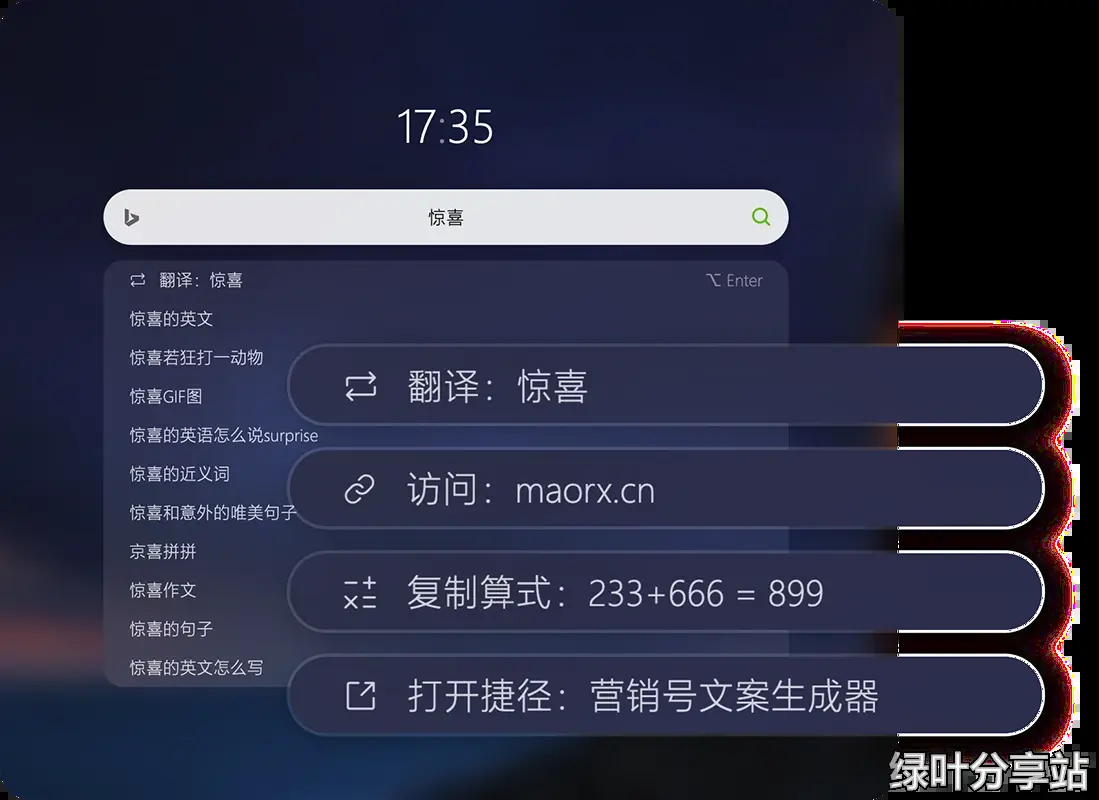 17:35
惊喜
翻译：惊喜
⌥ Enter
惊喜的英文
惊喜若狂打一动物
惊喜GIF图
惊喜的英语怎么说surprise
惊喜的近义词
惊喜和意外的唯美句子
京喜拼拼
惊喜作文
惊喜的句子
惊喜的英文怎么写
翻译：惊喜
访问：maorx.cn
复制算式：233+666 = 899
打开捷径：营销号文案生成器
绿叶分享站